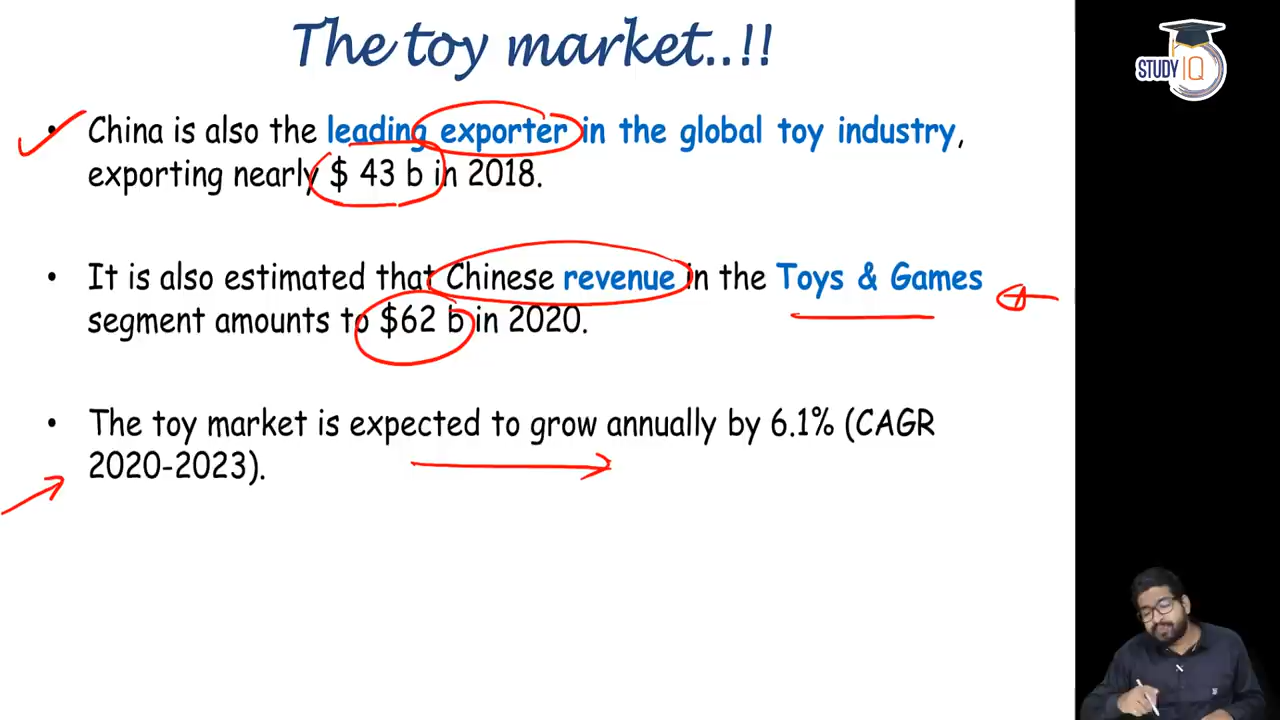 The toy market..!!
STUDY IQ
• China is also the leading exporter in the global toy industry,
exporting nearly $ 43 b in 2018.
• It is also estimated that Chinese revenue in the Toys & Games
segment amounts to $62 b in 2020.
• The toy market is expected to grow annually by 6.1% (CAGR
2020-2023).